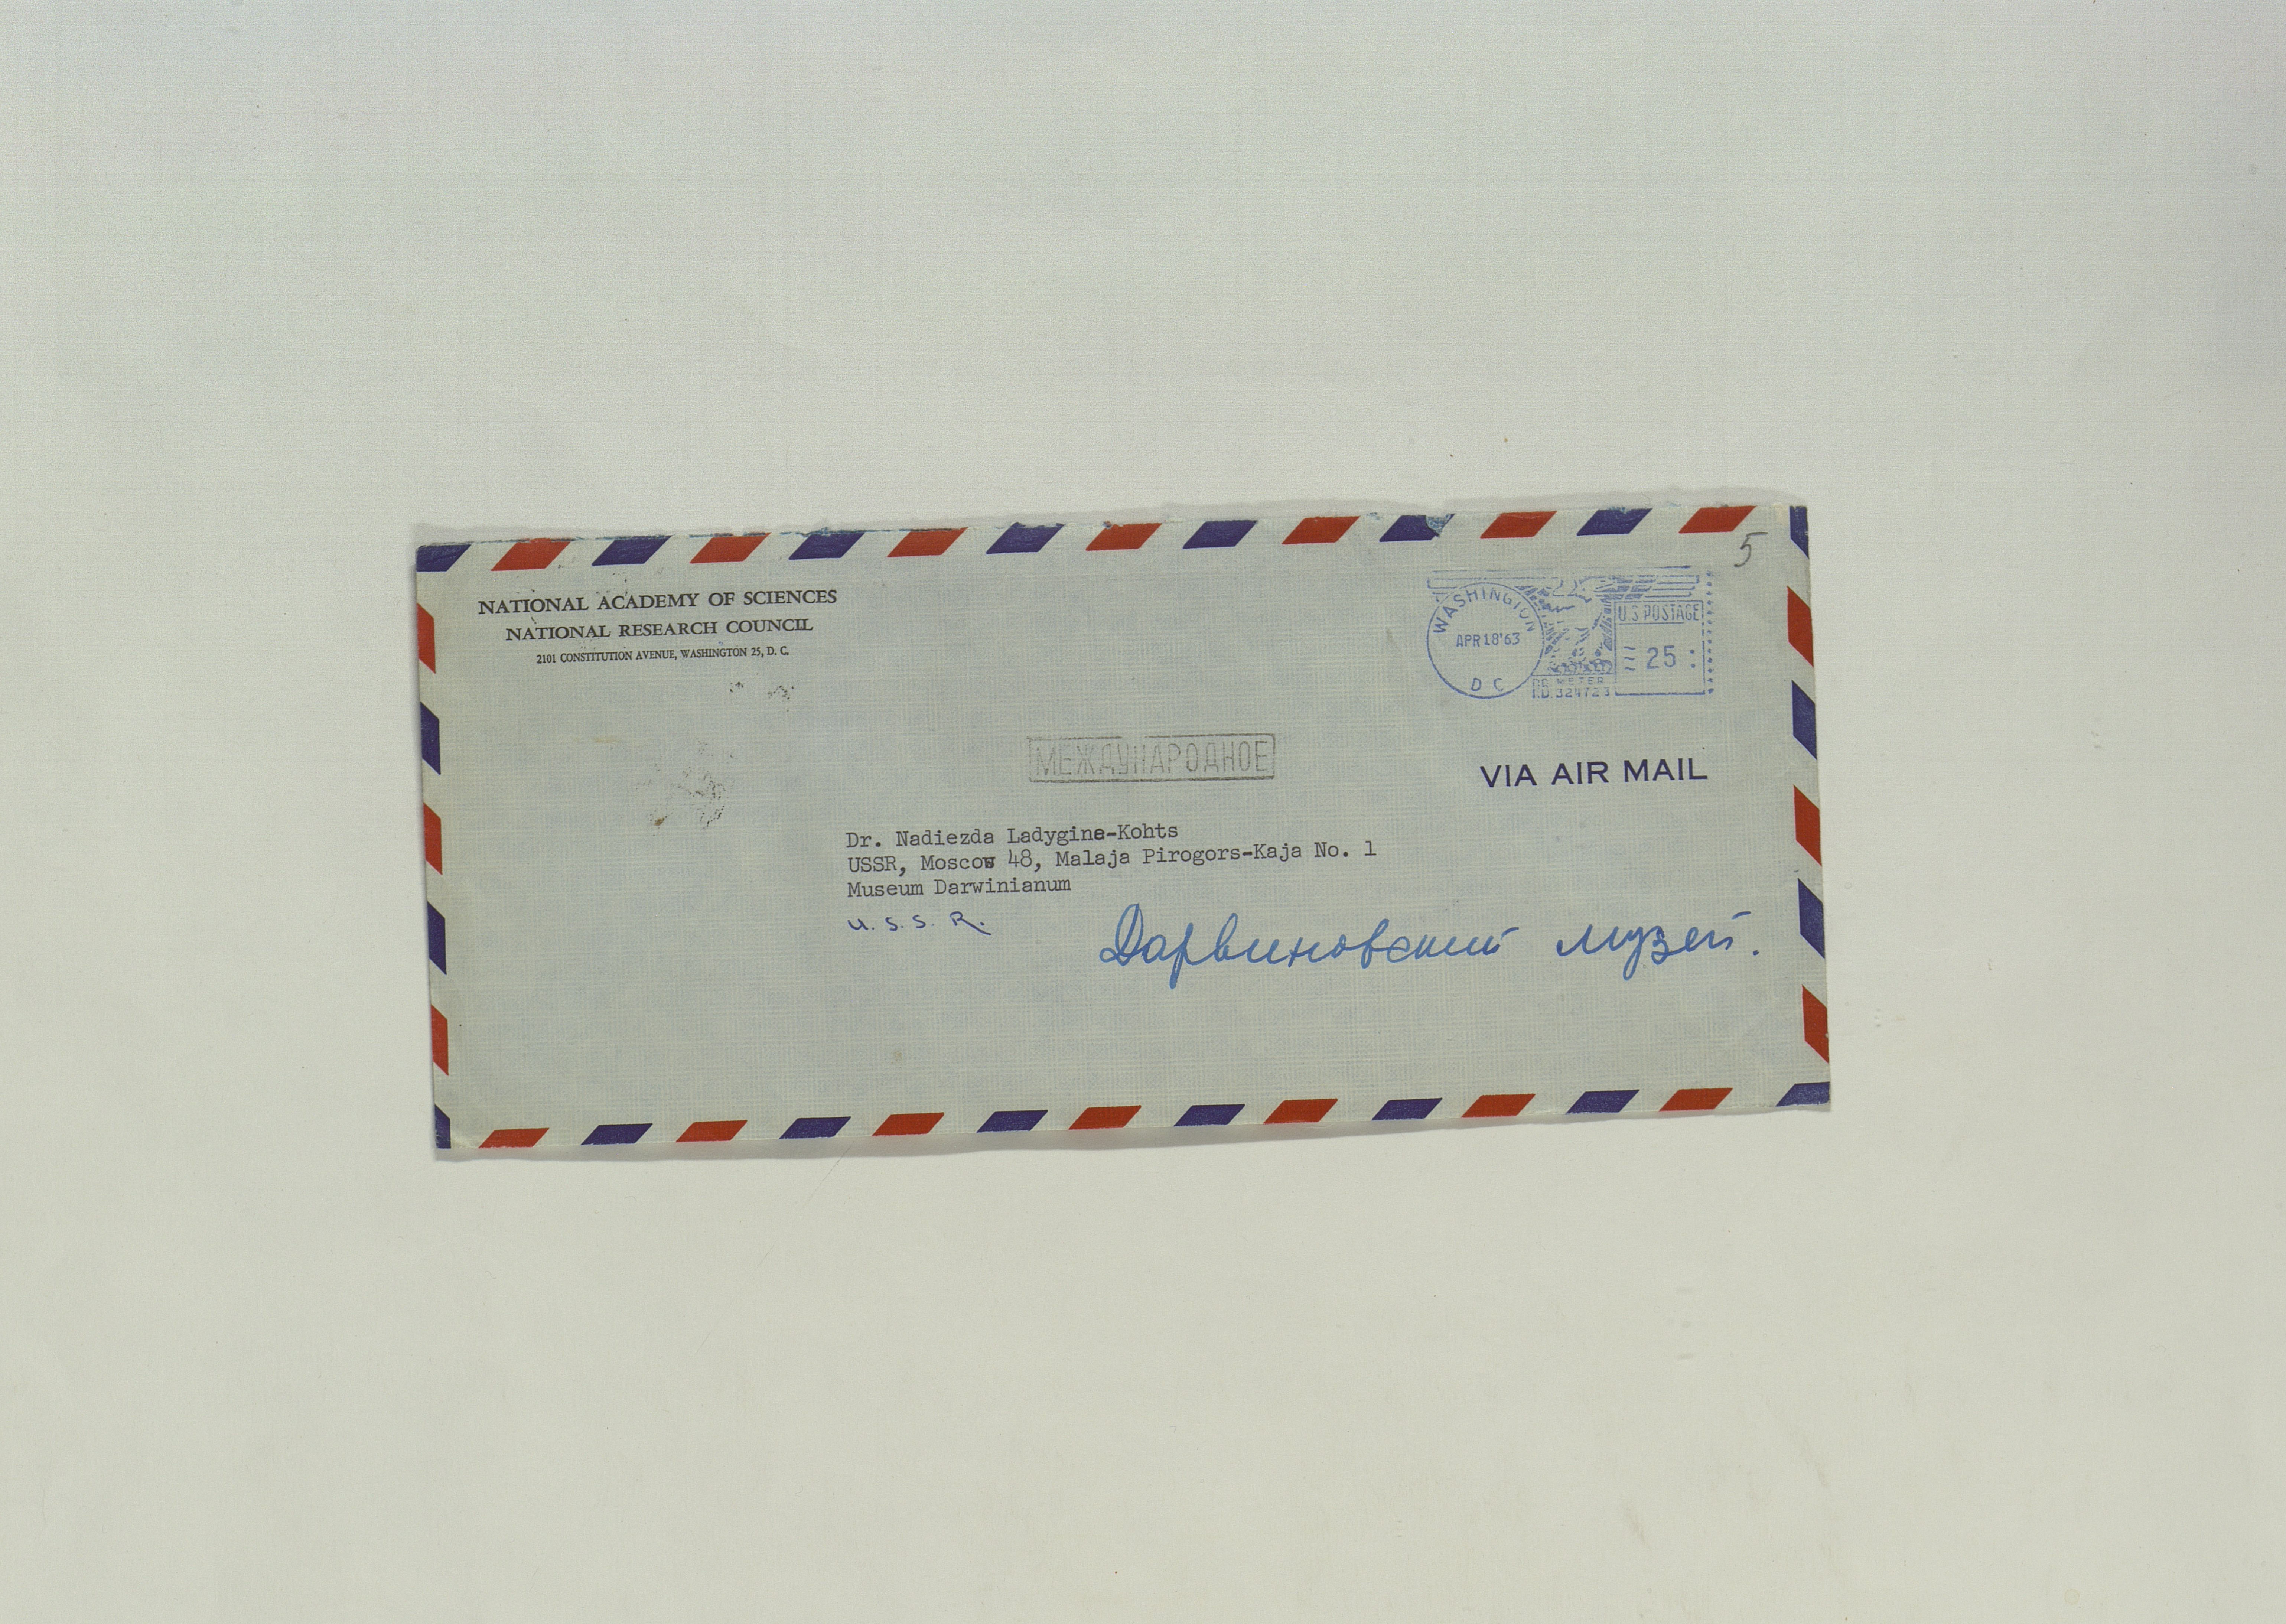 NATIONAL ACADEMY OF SCIENCES
NATIONAL RESEARCH COUNCIL
2101 CONSTITUTION AVENUE, WASHINGTON 25, D. C.
5
WASHINGTON
APR 18 '63
D C
U.S. POSTAGE
25
P.B. METER
324723
МЕЖДУНАРОДНОЕ
VIA AIR MAIL
Dr. Nadiezda Ladygine-Kohts
USSR, Moscow 48, Malaja Pirogors-Kaja No. 1
Museum Darwinianum
U. S. S. R.
Дарвиновский музей.